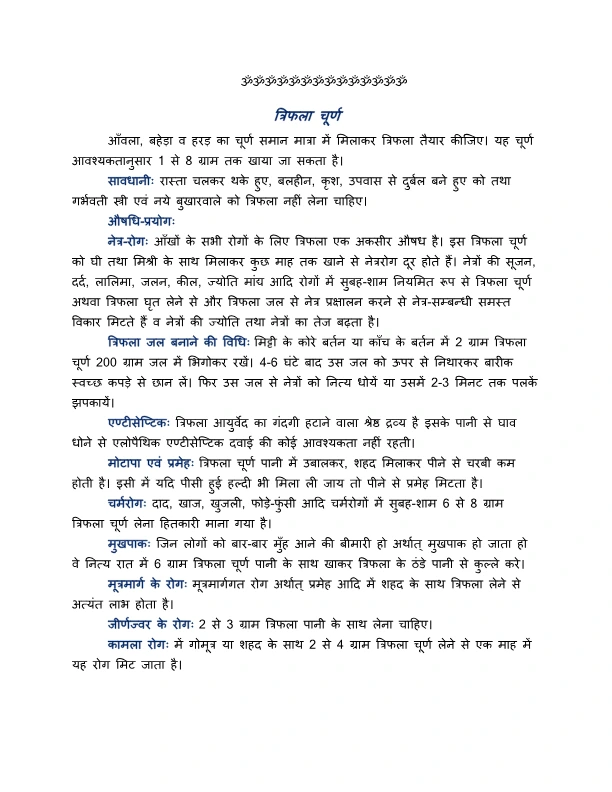 ॐॐॐॐॐॐॐॐॐॐॐॐॐॐ
त्रिफला चूर्ण
आँवला, बहेड़ा व हरड़ का चूर्ण समान मात्रा में मिलाकर त्रिफला तैयार कीजिए। यह चूर्ण
आवश्यकतानुसार 1 से 8 ग्राम तक खाया जा सकता है।
सावधानीः रास्ता चलकर थके हुए, बलहीन, कृश, उपवास से दुर्बल बने हुए को तथा
गर्भवती स्त्री एवं नये बुखारवाले को त्रिफला नहीं लेना चाहिए।
औषधि-प्रयोगः
नेत्र-रोगः आँखों के सभी रोगों के लिए त्रिफला एक अकसीर औषध है। इस त्रिफला चूर्ण
को घी तथा मिश्री के साथ मिलाकर कुछ माह तक खाने से नेत्ररोग दूर होते हैं। नेत्रों की सूजन,
दर्द, लालिमा, जलन, कील, ज्योति मांद्य आदि रोगों में सुबह-शाम नियमित रूप से त्रिफला चूर्ण
अथवा त्रिफला घृत लेने से और त्रिफला जल से नेत्र प्रक्षालन करने से नेत्र-सम्बन्धी समस्त
विकार मिटते हैं व नेत्रों की ज्योति तथा नेत्रों का तेज बढ़ता है।
त्रिफला जल बनाने की विधिः मिट्टी के कोरे बर्तन या काँच के बर्तन में 2 ग्राम त्रिफला
चूर्ण 200 ग्राम जल में भिगोकर रखें। 4-6 घंटे बाद उस जल को ऊपर से निथारकर बारीक
स्वच्छ कपड़े से छान लें। फिर उस जल से नेत्रों को नित्य धोयें या उसमें 2-3 मिनट तक पलकें
झपकायें।
एण्टीसेप्टिकः त्रिफला आयुर्वेद का गंदगी हटाने वाला श्रेष्ठ द्रव्य है इसके पानी से घाव
धोने से एलोपैथिक एण्टीसेप्टिक दवाई की कोई आवश्यकता नहीं रहती।
मोटापा एवं प्रमेहः त्रिफला चूर्ण पानी में उबालकर, शहद मिलाकर पीने से चरबी कम
होती है। इसी में यदि पीसी हुई हल्दी भी मिला ली जाय तो पीने से प्रमेह मिटता है।
चर्मरोगः दाद, खाज, खुजली, फोड़े-फुंसी आदि चर्मरोगों में सुबह-शाम 6 से 8 ग्राम
त्रिफला चूर्ण लेना हितकारी माना गया है।
मुखपाकः जिन लोगों को बार-बार मुँह आने की बीमारी हो अर्थात् मुखपाक हो जाता हो
वे नित्य रात में 6 ग्राम त्रिफला चूर्ण पानी के साथ खाकर त्रिफला के ठंडे पानी से कुल्ले करे।
मूत्रमार्ग के रोगः मूत्रमार्गगत रोग अर्थात् प्रमेह आदि में शहद के साथ त्रिफला लेने से
अत्यंत लाभ होता है।
जीर्णज्वर के रोगः 2 से 3 ग्राम त्रिफला पानी के साथ लेना चाहिए।
कामला रोगः में गोमूत्र या शहद के साथ 2 से 4 ग्राम त्रिफला चूर्ण लेने से एक माह में
यह रोग मिट जाता है।